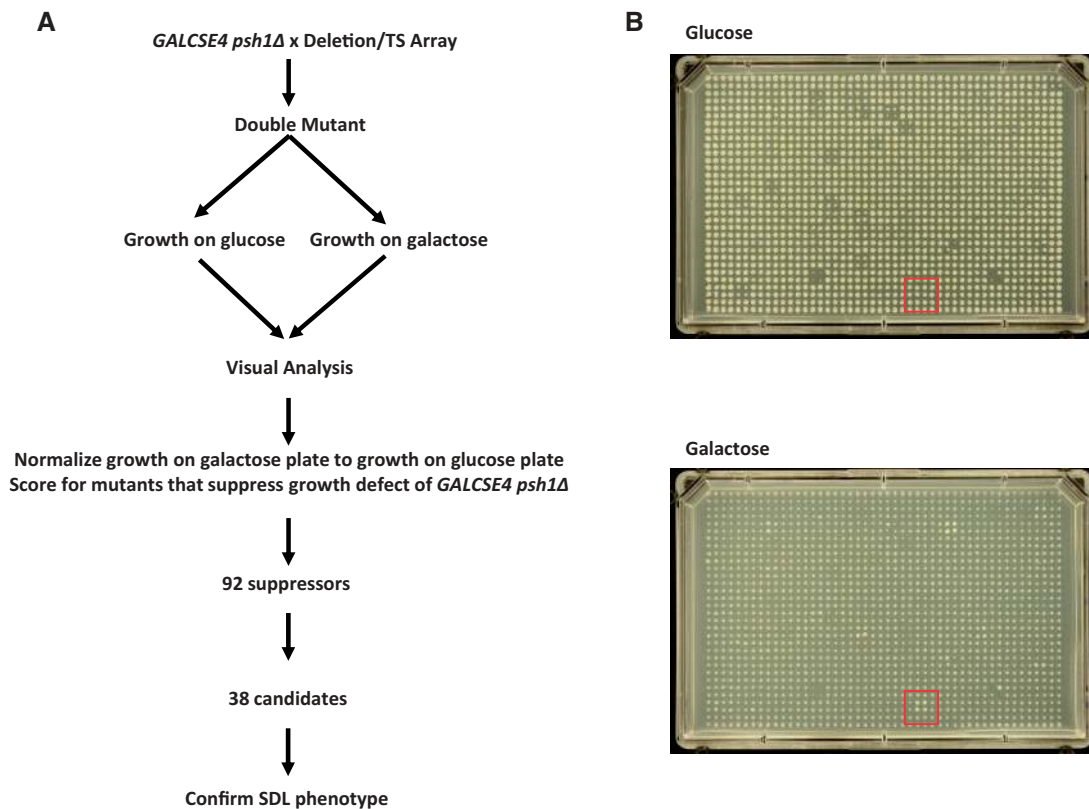 A
GALCSE4 psh1Δ x Deletion/TS Array
Double Mutant
Growth on glucose
Growth on galactose
Visual Analysis
Normalize growth on galactose plate to growth on glucose plate
Score for mutants that suppress growth defect of GALCSE4 psh1Δ
92 suppressors
38 candidates
Confirm SDL phenotype
B
Glucose
Galactose